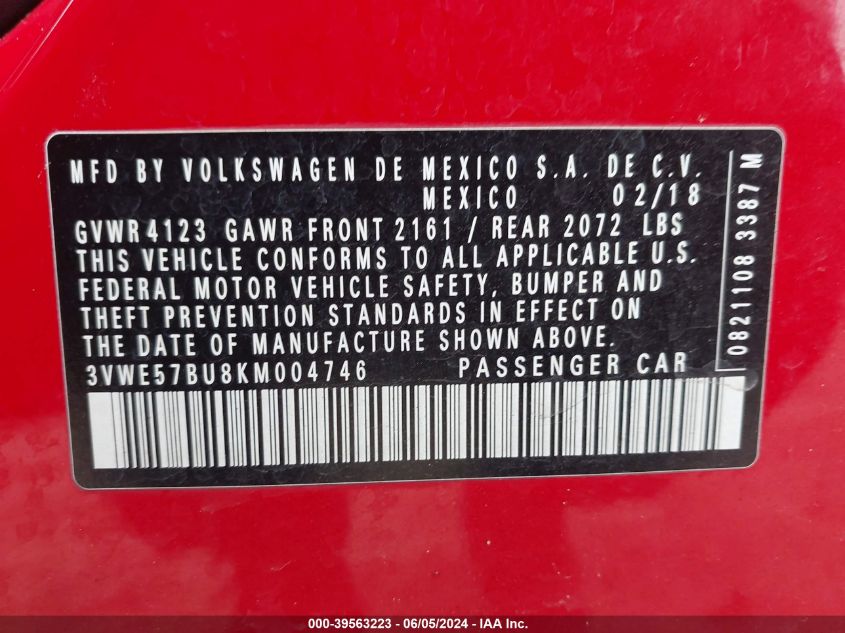 MFD BY VOLKSWAGEN DE MEXICO S.A. DE C.V.
MEXICO 02/18
GVWR 4123 GAWR FRONT 2161 / REAR 2072 LBS
THIS VEHICLE CONFORMS TO ALL APPLICABLE U.S.
FEDERAL MOTOR VEHICLE SAFETY, BUMPER AND
THEFT PREVENTION STANDARDS IN EFFECT ON
THE DATE OF MANUFACTURE SHOWN ABOVE.
3VWE57BU8KM004746 PASSENGER CAR
0821108 3387 M
000-39563223 - 06/05/2024 - IAA Inc.